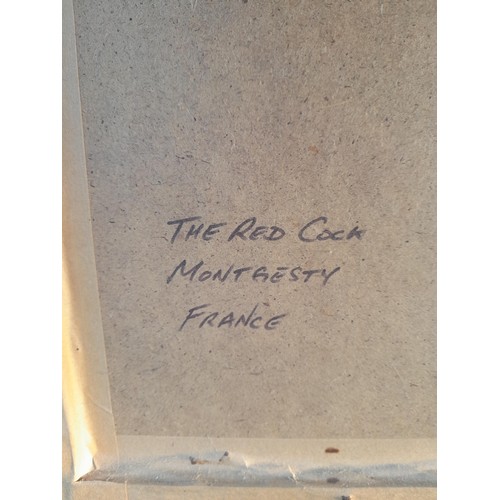 THE RED COCK
MONTGESTY
FRANCE